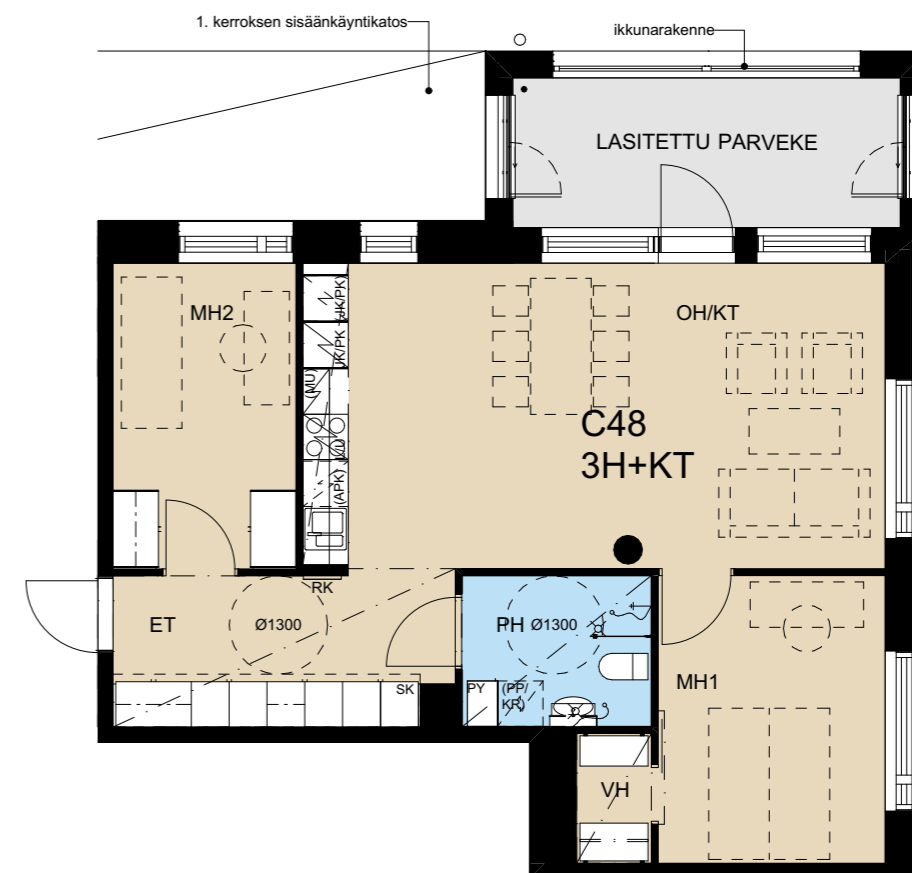 1. kerroksen sisäänkäyntikatos
ikkunarakenne
LASITETTU PARVEKE
MH2
OH/KT
JK/PK (JK/PK)
(MU)
C48
3H+KT
(APK)
RK
ET
Ø1300
PH Ø1300
SK
PY
(PP/
KR)
MH1
VH